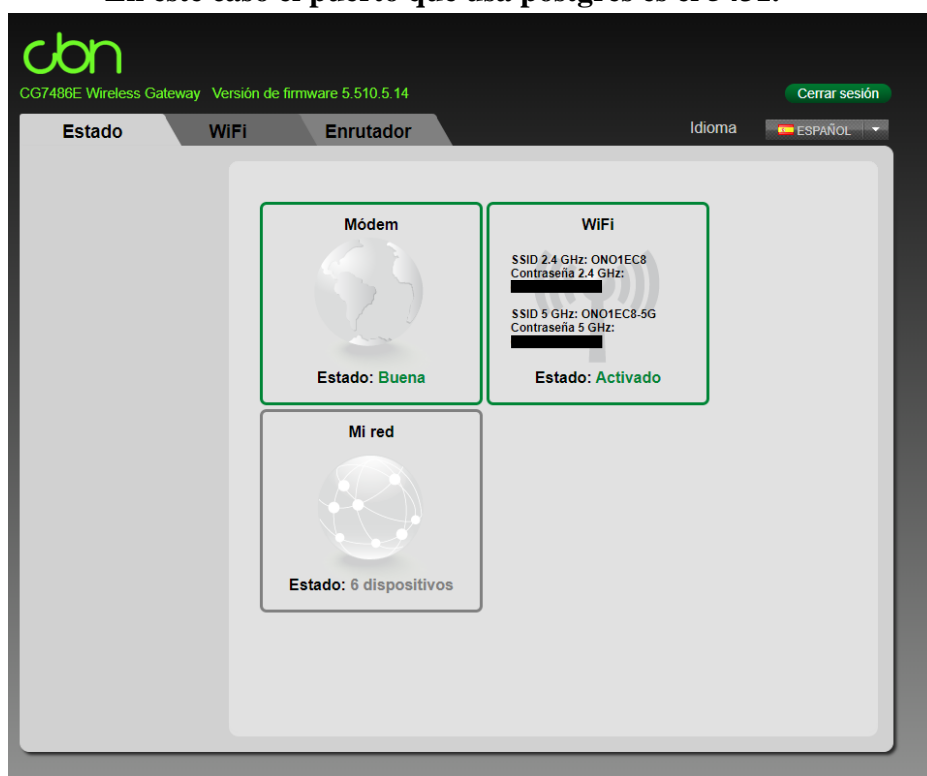 En este caso el puerto que usa postgres es el
cbn
CG7486E Wireless Gateway Versión de firmware 5.510.5.14
Cerrar sesión
Estado WiFi Enrutador Idioma ESPAÑOL
Módem
Estado: Buena
WiFi
SSID 2.4 GHz: ONO1EC8
Contraseña 2.4 GHz:
SSID 5 GHz: ONO1EC8-5G
Contraseña 5 GHz:
Estado: Activado
Mi red
Estado: 6 dispositivos